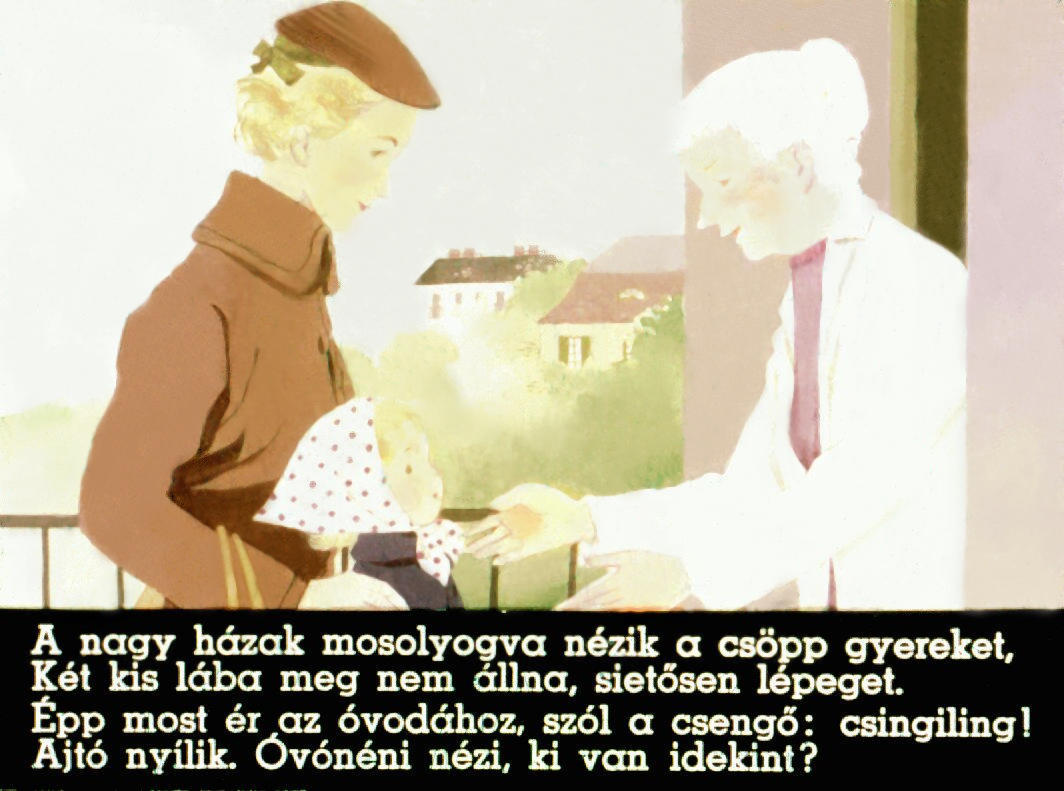 A nagy házak mosolyogva nézik a csöpp gyereket,
Két kis lába meg nem állna, sietősen lépeget.
Épp most ér az óvodához, szól a csengő: csingiling!
Ajtó nyílik. Óvónéni nézi, ki van idekint?